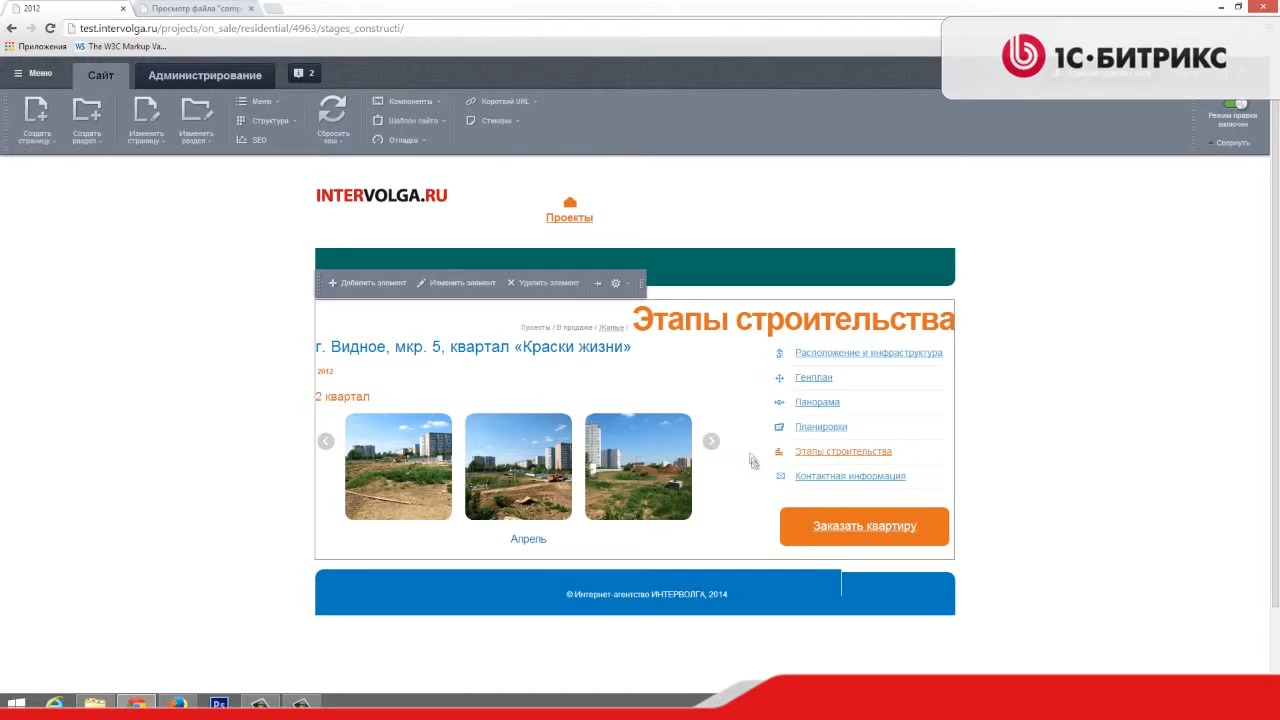 2012
Просмотр файла "comp
test.intervolga.ru/projects/on_sale/residential/4963/stages_constructi/
Приложения
The W3C Markup Va...
1С·БИТРИКС
Меню
Сайт
Администрирование
2
Создать страницу
Создать раздел
Изменить страницу
Изменить раздел
Меню
Структура
SEO
Сбросить кеш
Компоненты
Шаблон сайта
Отладка
Короткий URL
Стикеры
Режим правки включен
Свернуть
INTERVOLGA.RU
Проекты
Добавить элемент
Изменить элемент
Удалить элемент
Проекты / В продаже / Жилые /
Этапы строительства
г. Видное, мкр. 5, квартал «Краски жизни»
2012
2 квартал
Апрель
Расположение и инфраструктура
Генплан
Панорама
Планировки
Этапы строительства
Контактная информация
Заказать квартиру
© Интернет-агентство ИНТЕРВОЛГА, 2014